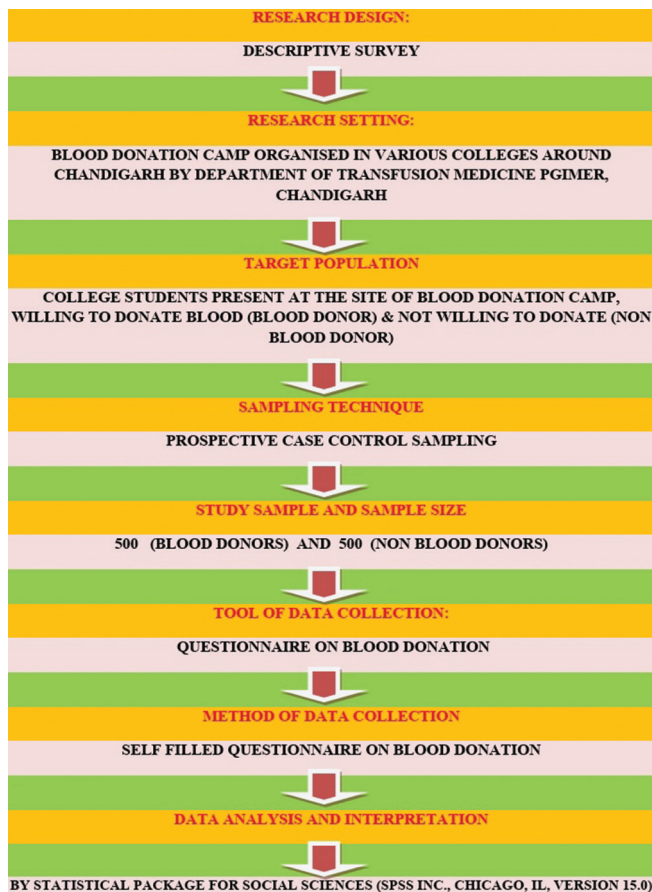 RESEARCH DESIGN:
DESCRIPTIVE SURVEY
RESEARCH SETTING:
BLOOD DONATION CAMP ORGANISED IN VARIOUS COLLEGES AROUND
CHANDIGARH BY DEPARTMENT OF TRANSFUSION MEDICINE PGIMER,
CHANDIGARH
TARGET POPULATION
COLLEGE STUDENTS PRESENT AT THE SITE OF BLOOD DONATION CAMP,
WILLING TO DONATE BLOOD (BLOOD DONOR) & NOT WILLING TO DONATE (NON
BLOOD DONOR)
SAMPLING TECHNIQUE
PROSPECTIVE CASE CONTROL SAMPLING
STUDY SAMPLE AND SAMPLE SIZE
500 (BLOOD DONORS) AND 500 (NON BLOOD DONORS)
TOOL OF DATA COLLECTION:
QUESTIONNAIRE ON BLOOD DONATION
METHOD OF DATA COLLECTION
SELF FILLED QUESTIONNAIRE ON BLOOD DONATION
DATA ANALYSIS AND INTERPRETATION
BY STATISTICAL PACKAGE FOR SOCIAL SCIENCES (SPSS INC., CHICAGO, IL, VERSION 15.0)